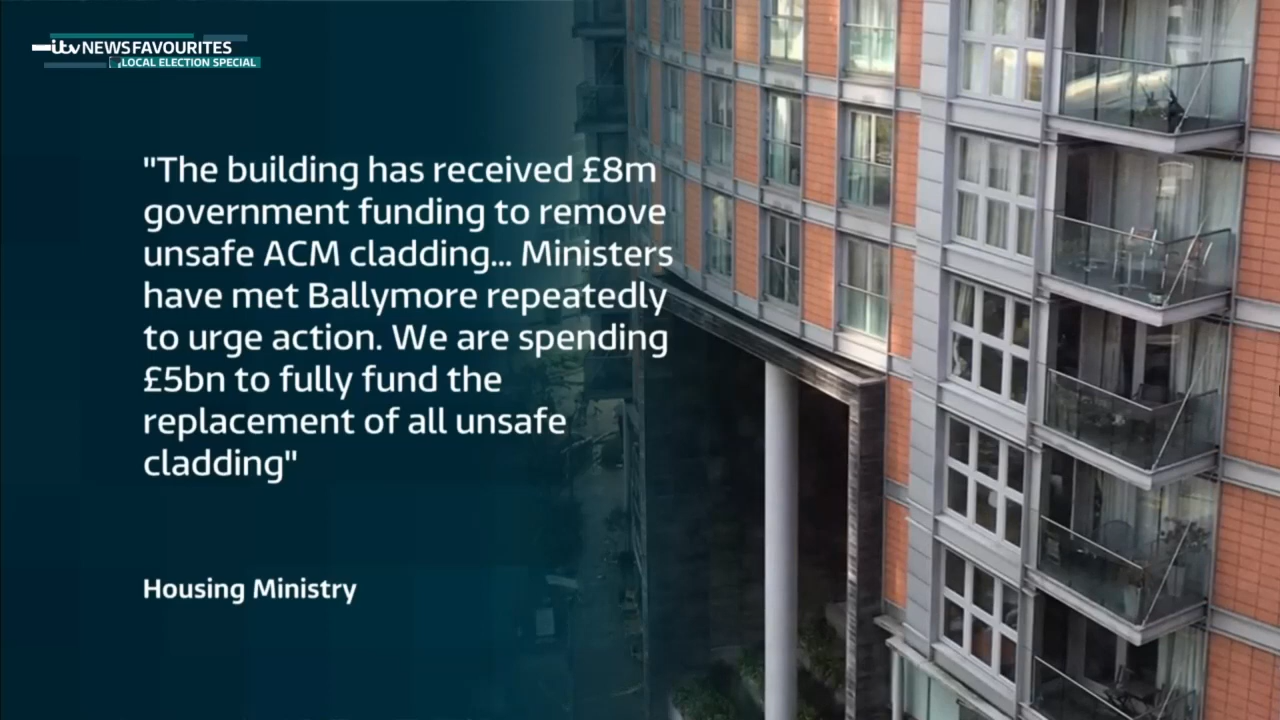 itv NEWS FAVOURITES
LOCAL ELECTION SPECIAL
"The building has received £8m
government funding to remove
unsafe ACM cladding... Ministers
have met Ballymore repeatedly
to urge action. We are spending
£5bn to fully fund the
replacement of all unsafe
cladding"
Housing Ministry